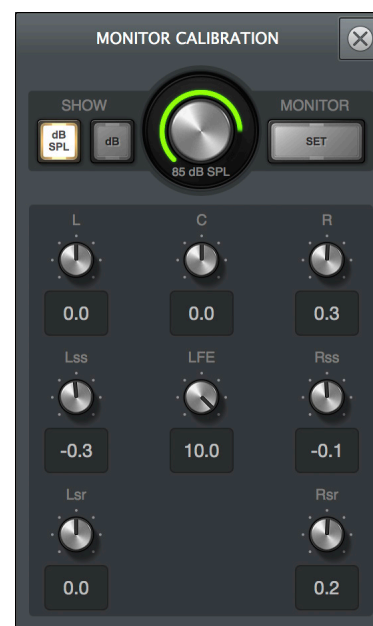 MONITOR CALIBRATION
SHOW
MONITOR
dB
SPL
dB
SET
85 dB SPL
L C R
0.0 0.0 0.3
Lss LFE Rss
-0.3 10.0 -0.1
Lsr Rsr
0.0 0.2